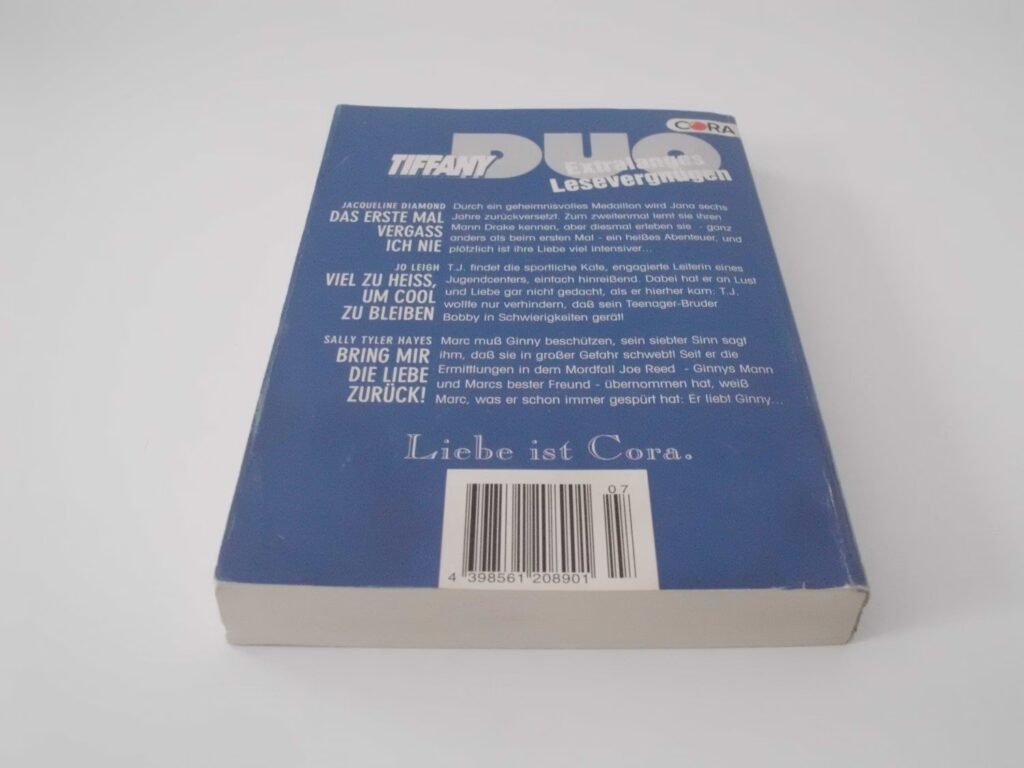 CORA
TIFFANY DUO
Extralanges
Lesevergnügen
JACQUELINE DIAMOND
DAS ERSTE MAL
VERGASS
ICH NIE
Durch ein geheimnisvolles Medaillon wird Jana sechs
Jahre zurückversetzt. Zum zweitenmal lernt sie ihren
Mann Drake kennen, aber diesmal erleben sie - ganz
anders als beim ersten Mal - ein heißes Abenteuer, und
plötzlich ist ihre Liebe viel intensiver...
JO LEIGH
VIEL ZU HEISS,
UM COOL
ZU BLEIBEN
T.J. findet die sportliche Kate, engagierte Leiterin eines
Jugendcenters, einfach hinreißend. Dabei hat er an Lust
und Liebe gar nicht gedacht, als er hierher kam: T.J.
wollte nur verhindern, daß sein Teenager-Bruder
Bobby in Schwierigkeiten gerät!
SALLY TYLER HAYES
BRING MIR
DIE LIEBE
ZURÜCK!
Marc muß Ginny beschützen, sein siebter Sinn sagt
ihm, daß sie in großer Gefahr schwebt! Seit er die
Ermittlungen in dem Mordfall Joe Reed - Ginnys Mann
und Marcs bester Freund - übernommen hat, weiß
Marc, was er schon immer gespürt hat: Er liebt Ginny...
Liebe ist Cora.
07
4 398561 208901